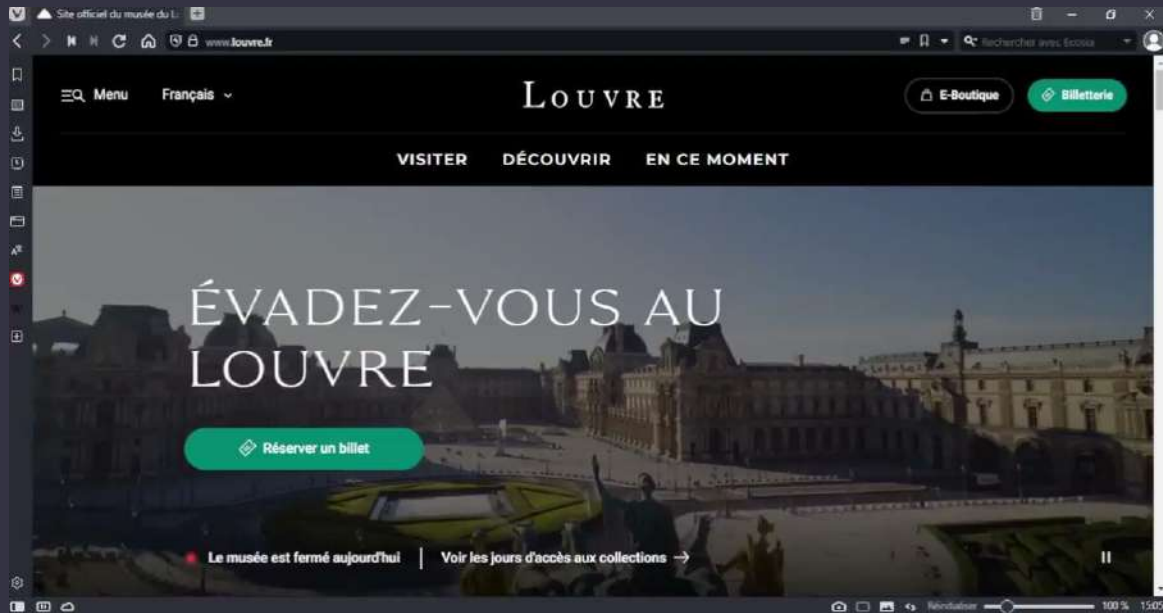 Site officiel du musée du L
www.louvre.fr
Rechercher avec Ecosia
Menu
Français
LOUVRE
E-Boutique
Billetterie
VISITER DÉCOUVRIR EN CE MOMENT
ÉVADEZ-VOUS AU
LOUVRE
Réserver un billet
Le musée est fermé aujourd'hui | Voir les jours d'accès aux collections →
Réinitialiser
100 %
15:05